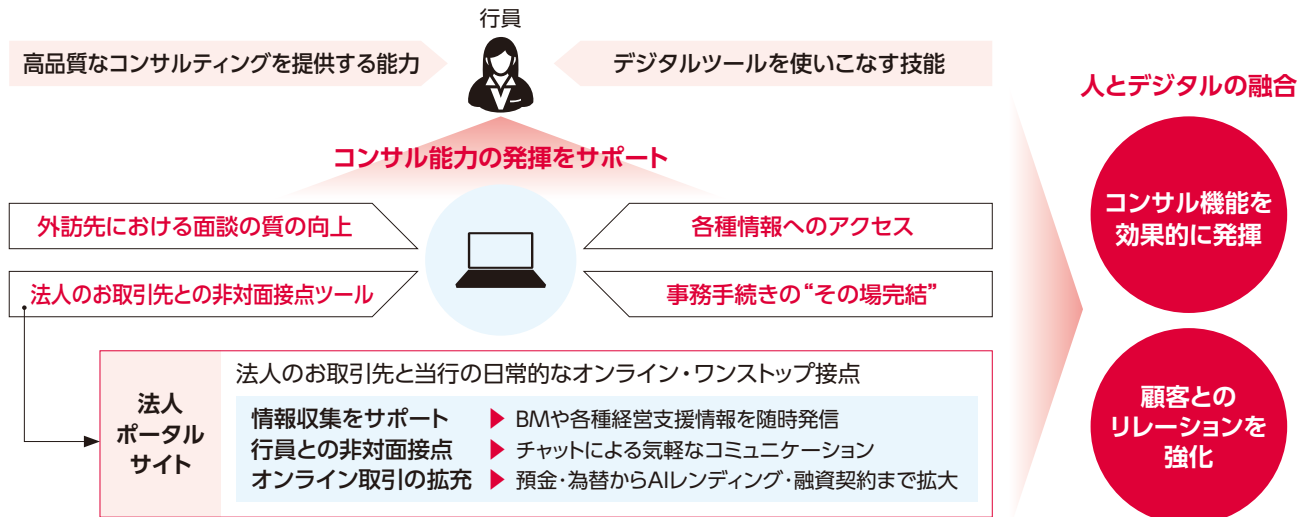 行員
高品質なコンサルティングを提供する能力
デジタルツールを使いこなす技能
コンサル能力の発揮をサポート
外訪先における面談の質の向上
各種情報へのアクセス
法人のお取引先との非対面接点ツール
事務手続きの“その場完結”
法人
ポータル
サイト
法人のお取引先と当行の日常的なオンライン・ワンストップ接点
情報収集をサポート ▶ BMや各種経営支援情報を随時発信
行員との非対面接点 ▶ チャットによる気軽なコミュニケーション
オンライン取引の拡充 ▶ 預金・為替からAIレンディング・融資契約まで拡大
人とデジタルの融合
コンサル機能を
効果的に発揮
顧客との
リレーションを
強化